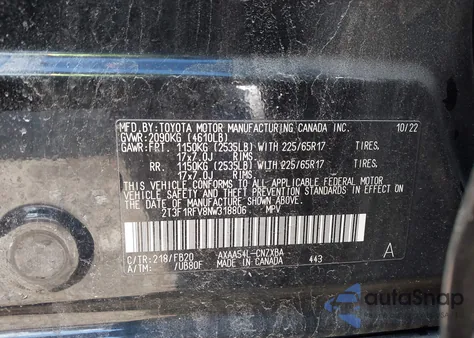 MFD. BY: TOYOTA MOTOR MANUFACTURING CANADA INC. 10/22
GVWR: 2090KG (4610LB)
GAWR: FRT. 1150KG (2535LB) WITH 225/65R17 TIRES.
17x7.0J RIMS
RR. 1150KG (2535LB) WITH 225/65R17 TIRES.
17x7.0J RIMS
THIS VEHICLE CONFORMS TO ALL APPLICABLE FEDERAL MOTOR
VEHICLE SAFETY AND THEFT PREVENTION STANDARDS IN EFFECT ON
THE DATE OF MANUFACTURE SHOWN ABOVE.
2T3F1RFV8NW318806 MPV
C/TR: 218/FB20 AXAA54L-CNZXBA A
A/TM: /UB80F MADE IN CANADA 443
autoSnap